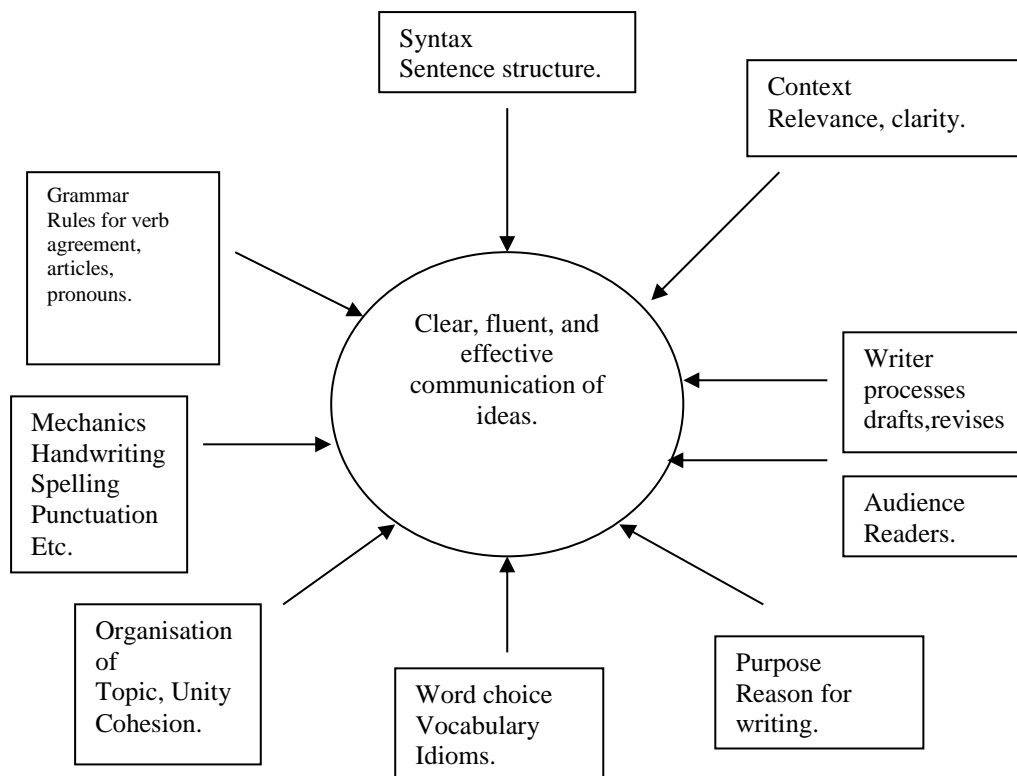 Syntax
Sentence structure.
Context
Relevance, clarity.
Grammar
Rules for verb
agreement,
articles,
pronouns.
Clear, fluent, and
effective
communication of
ideas.
Writer
processes
drafts,revises
Mechanics
Handwriting
Spelling
Punctuation
Etc.
Audience
Readers.
Organisation
of
Topic, Unity
Cohesion.
Word choice
Vocabulary
Idioms.
Purpose
Reason for
writing.